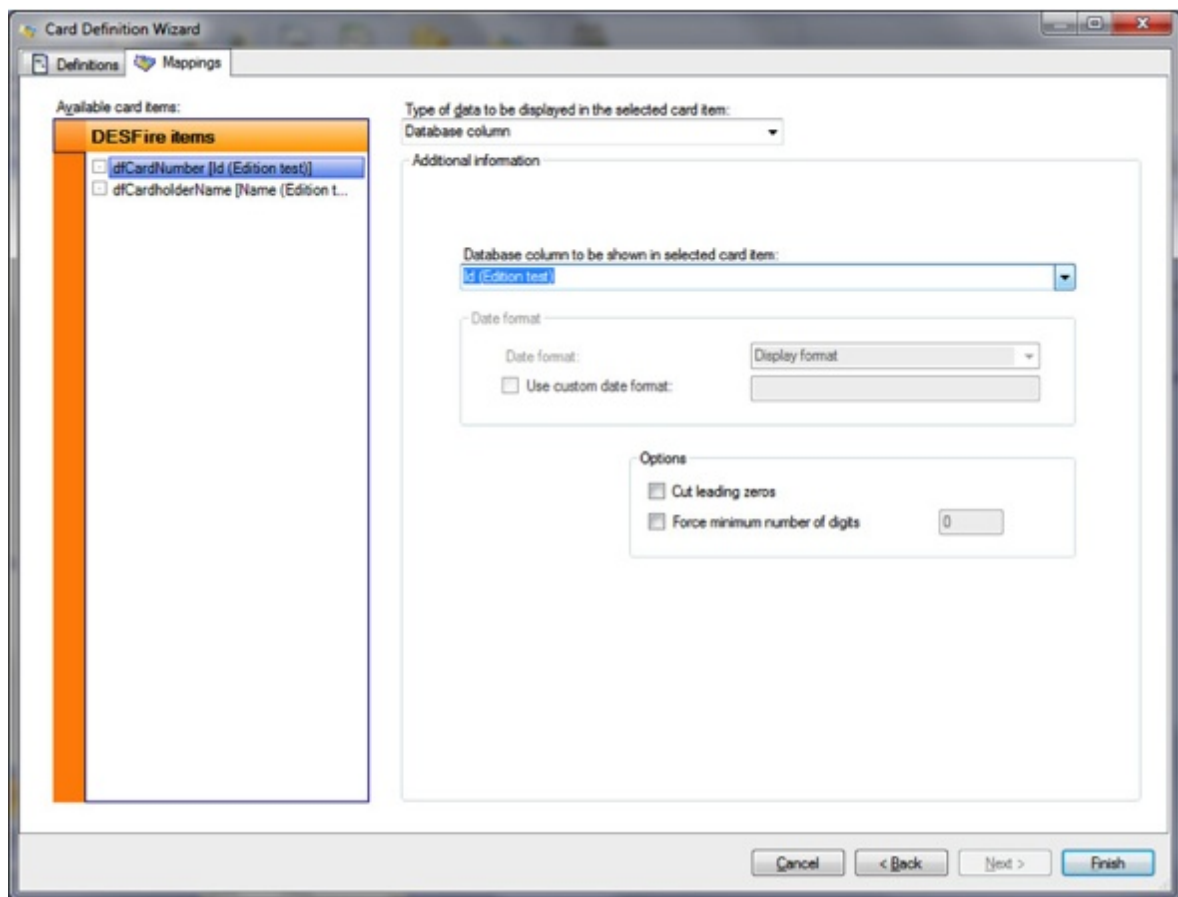 Card Definition Wizard
Definitions
Mappings
Available card items:
DESFire items
dfCardNumber [Id (Edition test)]
dfCardholderName [Name (Edition t...
Type of data to be displayed in the selected card item:
Database column
Additional information
Database column to be shown in selected card item:
Id (Edition test)
Date format
Date format:
Display format
Use custom date format:
Options
Cut leading zeros
Force minimum number of digits
0
Cancel
< Back
Next >
Finish